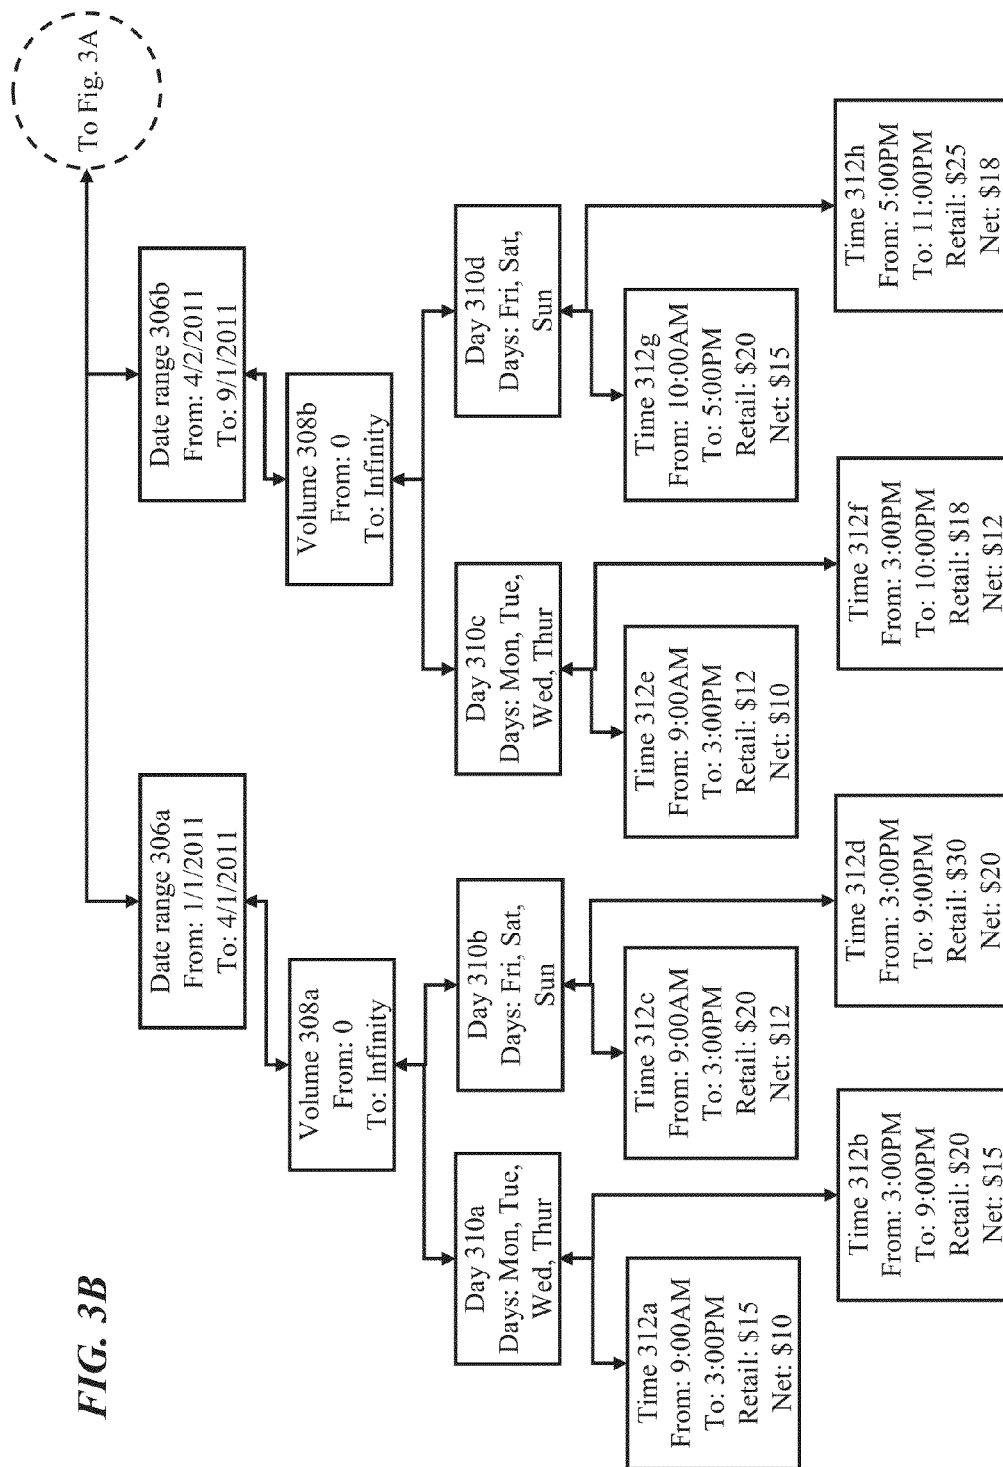 FIG. 3B
To Fig. 3A
Date range 306a
From: 1/1/2011
To: 4/1/2011
Date range 306b
From: 4/2/2011
To: 9/1/2011
Volume 308a
From: 0
To: Infinity
Volume 308b
From: 0
To: Infinity
Day 310a
Days: Mon, Tue,
Wed, Thur
Day 310b
Days: Fri, Sat,
Sun
Day 310c
Days: Mon, Tue,
Wed, Thur
Day 310d
Days: Fri, Sat,
Sun
Time 312a
From: 9:00AM
To: 3:00PM
Retail: $15
Net: $10
Time 312c
From: 9:00AM
To: 3:00PM
Retail: $20
Net: $12
Time 312e
From: 9:00AM
To: 3:00PM
Retail: $12
Net: $10
Time 312g
From: 10:00AM
To: 5:00PM
Retail: $20
Net: $15
Time 312b
From: 3:00PM
To: 9:00PM
Retail: $20
Net: $15
Time 312d
From: 3:00PM
To: 9:00PM
Retail: $30
Net: $20
Time 312f
From: 3:00PM
To: 10:00PM
Retail: $18
Net: $12
Time 312h
From: 5:00PM
To: 11:00PM
Retail: $25
Net: $18